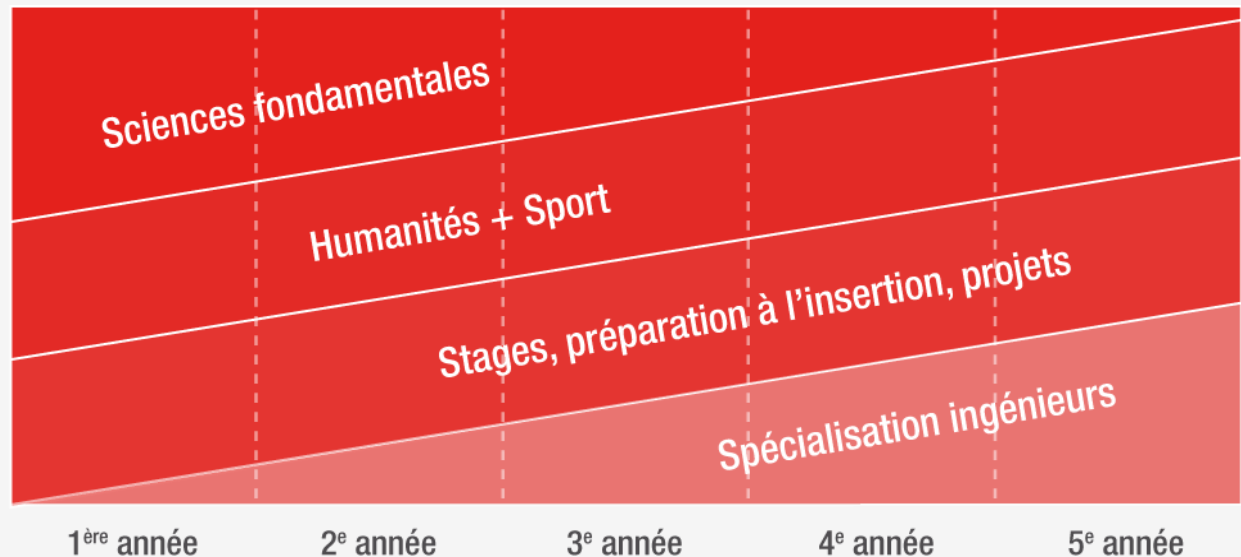 Sciences fondamentales
Humanités + Sport
Stages, préparation à l’insertion, projets
Spécialisation ingénieurs
1ère année 2e année 3e année 4e année 5e année